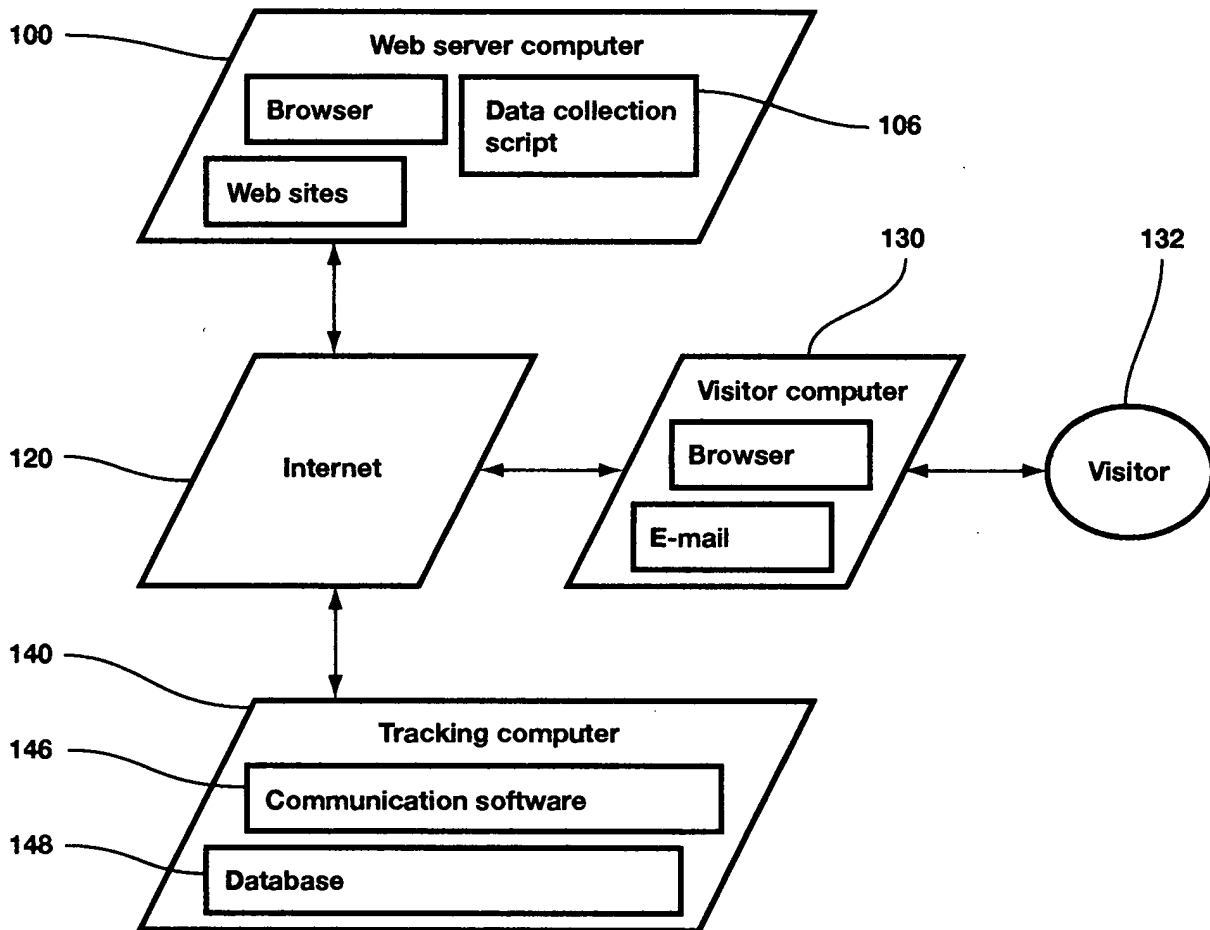 100
Web server computer
Browser
Data collection
script
106
Web sites
130
132
Visitor computer
120
Internet
Browser
Visitor
E-mail
140
Tracking computer
146
Communication software
148
Database